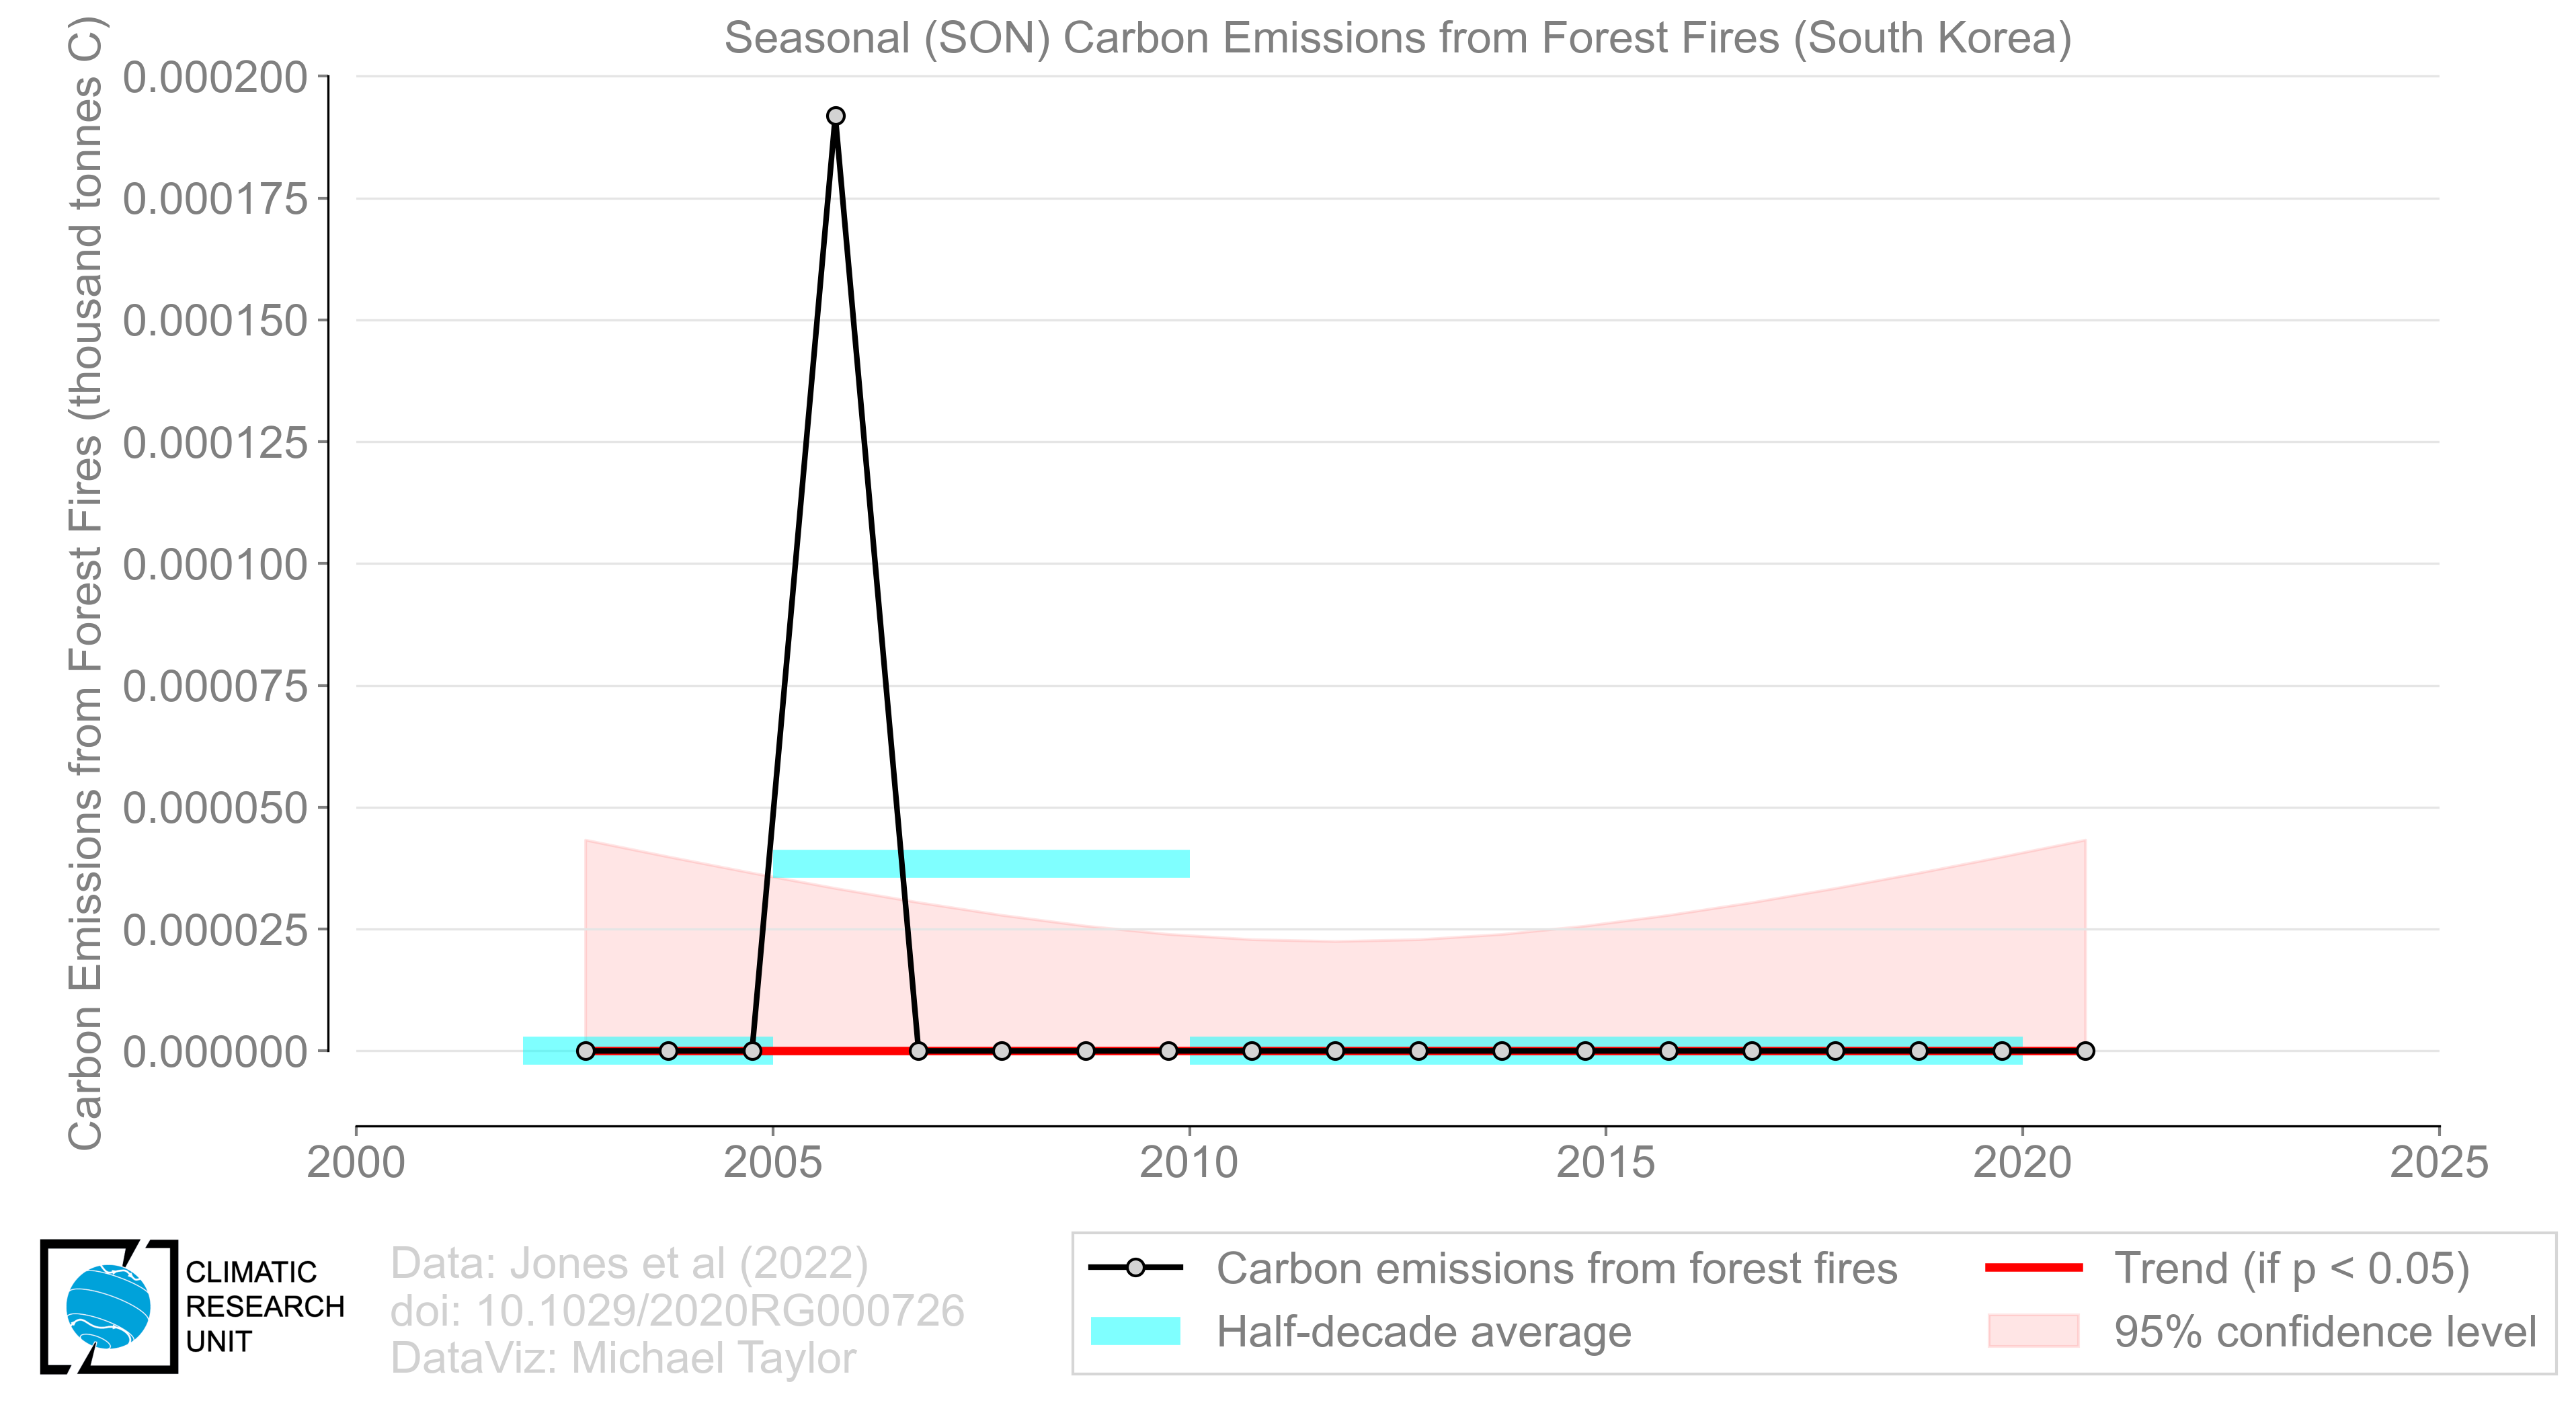 Seasonal (SON) Carbon Emissions from Forest Fires (South Korea)
Carbon Emissions from Forest Fires (thousand tonnes C)
0.000200
0.000175
0.000150
0.000125
0.000100
0.000075
0.000050
0.000025
0.000000
2000
2005
2010
2015
2020
2025
CLIMATIC
RESEARCH
UNIT
Data: Jones et al (2022)
doi: 10.1029/2020RG000726
DataViz: Michael Taylor
Carbon emissions from forest fires
Half-decade average
Trend (if p < 0.05)
95% confidence level